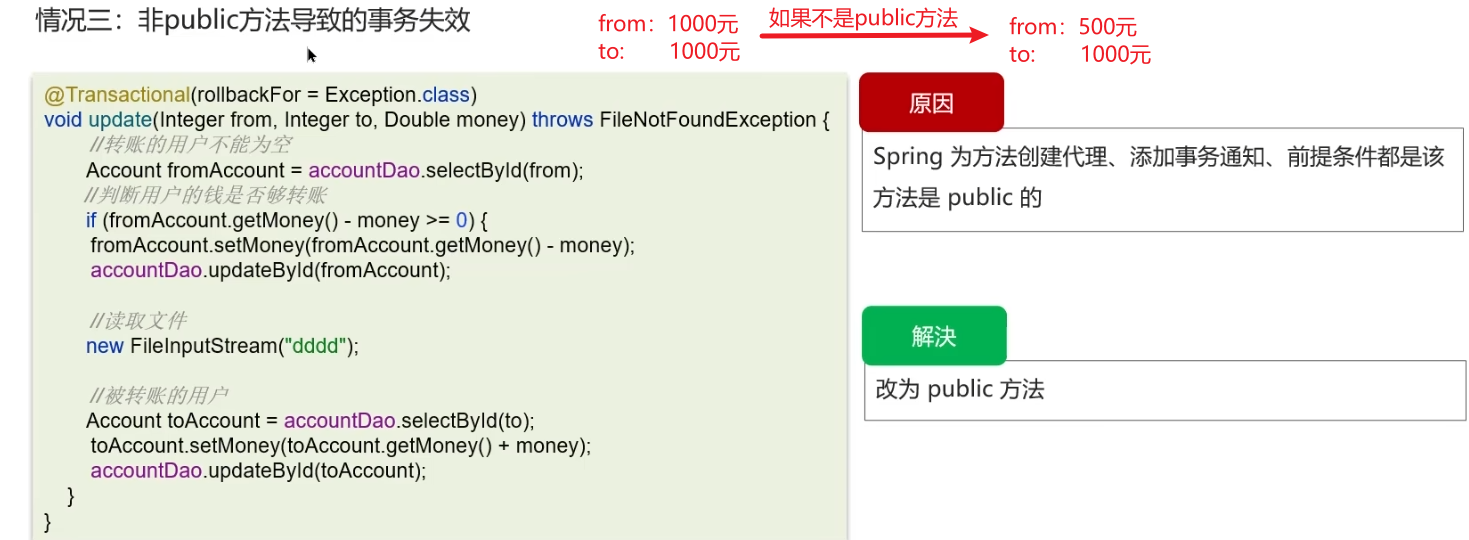 情况三：非public方法导致的事务失效
from：1000元
to:	1000元
如果不是public方法
from：500元
to:	1000元
@Transactional(rollbackFor = Exception.class)
void update(Integer from, Integer to, Double money) throws FileNotFoundException {
//转账的用户不能为空
Account fromAccount = accountDao.selectById(from);
//判断用户的钱是否够转账
if (fromAccount.getMoney() - money >= 0) {
fromAccount.setMoney(fromAccount.getMoney() - money);
accountDao.updateById(fromAccount);
//读取文件
new FileInputStream("dddd");
//被转账的用户
Account toAccount = accountDao.selectById(to);
toAccount.setMoney(toAccount.getMoney() + money);
accountDao.updateById(toAccount);
}
}
原因
Spring 为方法创建代理、添加事务通知、前提条件都是该
方法是 public 的
解决
改为 public 方法